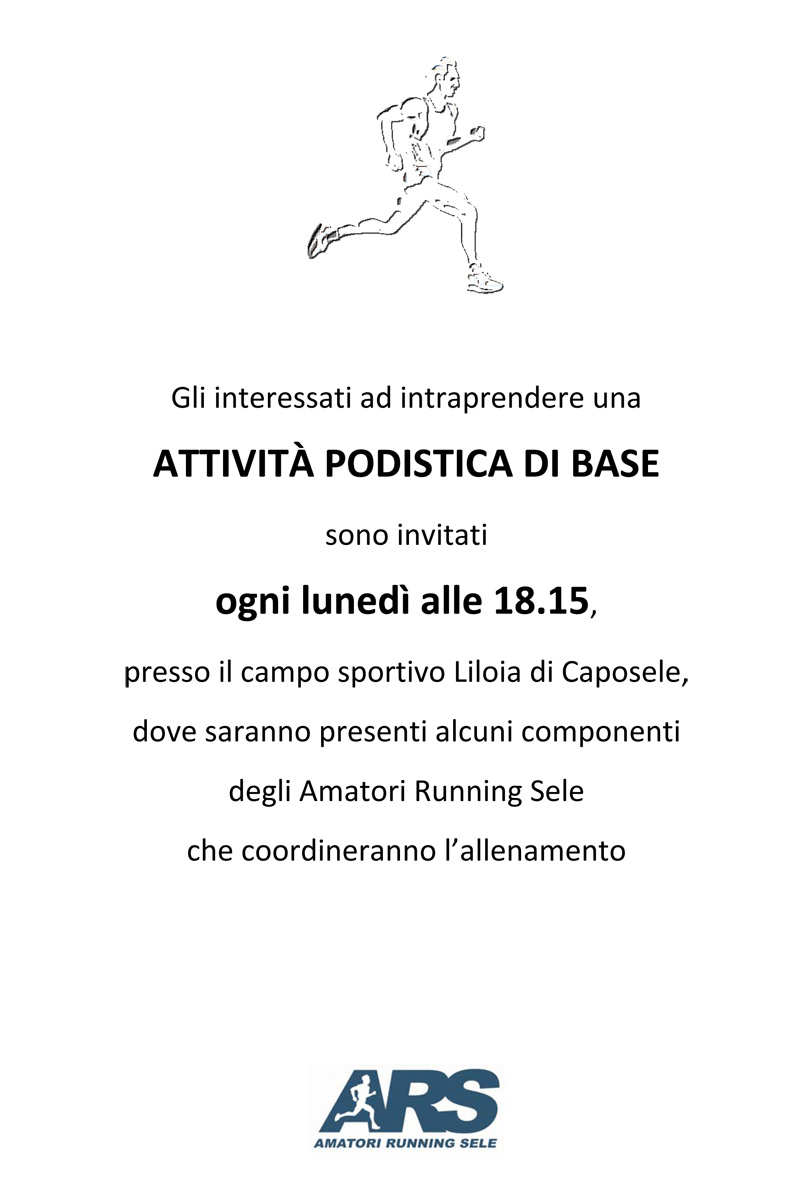 Gli interessati ad intraprendere una
ATTIVITÀ PODISTICA DI BASE
sono invitati
ogni lunedì alle 18.15,
presso il campo sportivo Liloia di Caposele,
dove saranno presenti alcuni componenti
degli Amatori Running Sele
che coordineranno l’allenamento
ARS
AMATORI RUNNING SELE